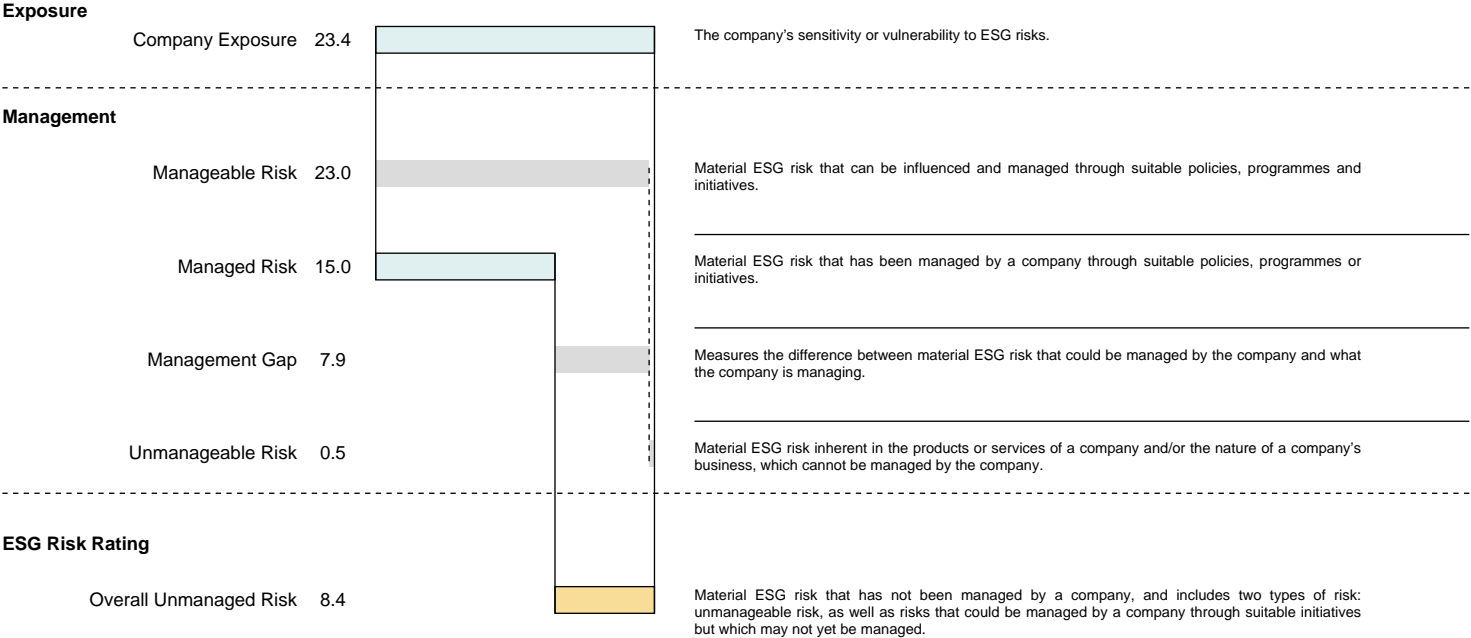 Exposure
Company Exposure 23.4
The company’s sensitivity or vulnerability to ESG risks.
Management
Manageable Risk 23.0
Material ESG risk that can be influenced and managed through suitable policies, programmes and
initiatives.
Managed Risk 15.0
Material ESG risk that has been managed by a company through suitable policies, programmes or
initiatives.
Management Gap 7.9
Measures the difference between material ESG risk that could be managed by the company and what
the company is managing.
Unmanageable Risk 0.5
Material ESG risk inherent in the products or services of a company and/or the nature of a company’s
business, which cannot be managed by the company.
ESG Risk Rating
Overall Unmanaged Risk 8.4
Material ESG risk that has not been managed by a company, and includes two types of risk:
unmanageable risk, as well as risks that could be managed by a company through suitable initiatives
but which may not yet be managed.